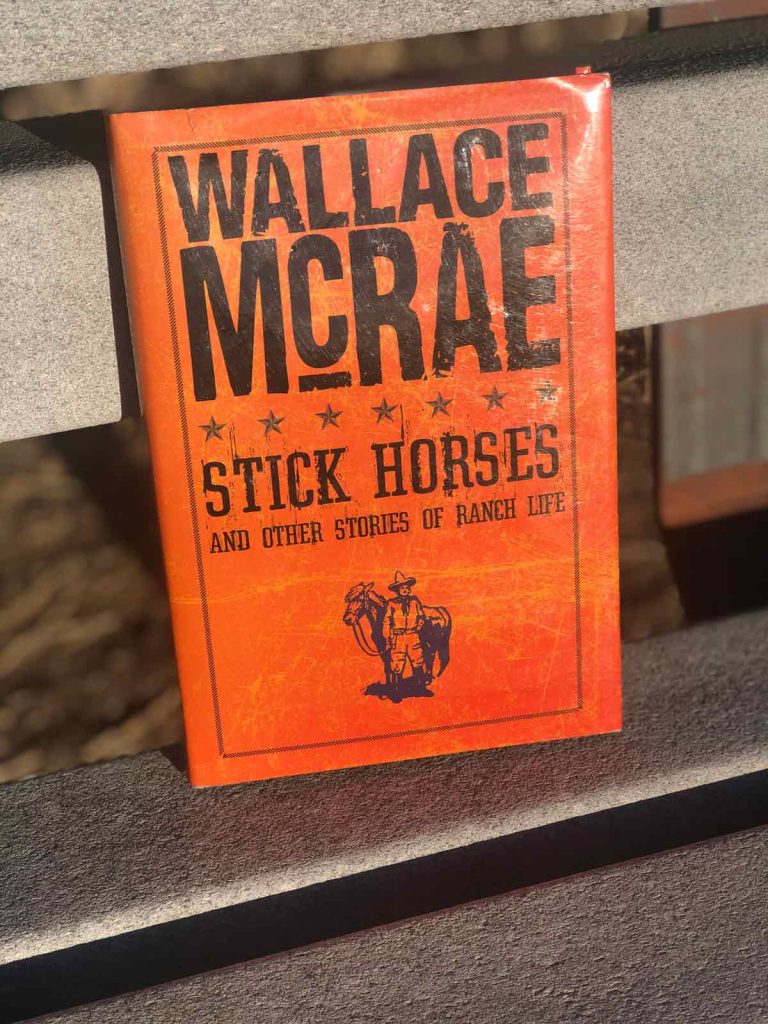 WALLACE
McRAE
STICK HORSES
AND OTHER STORIES OF RANCH LIFE